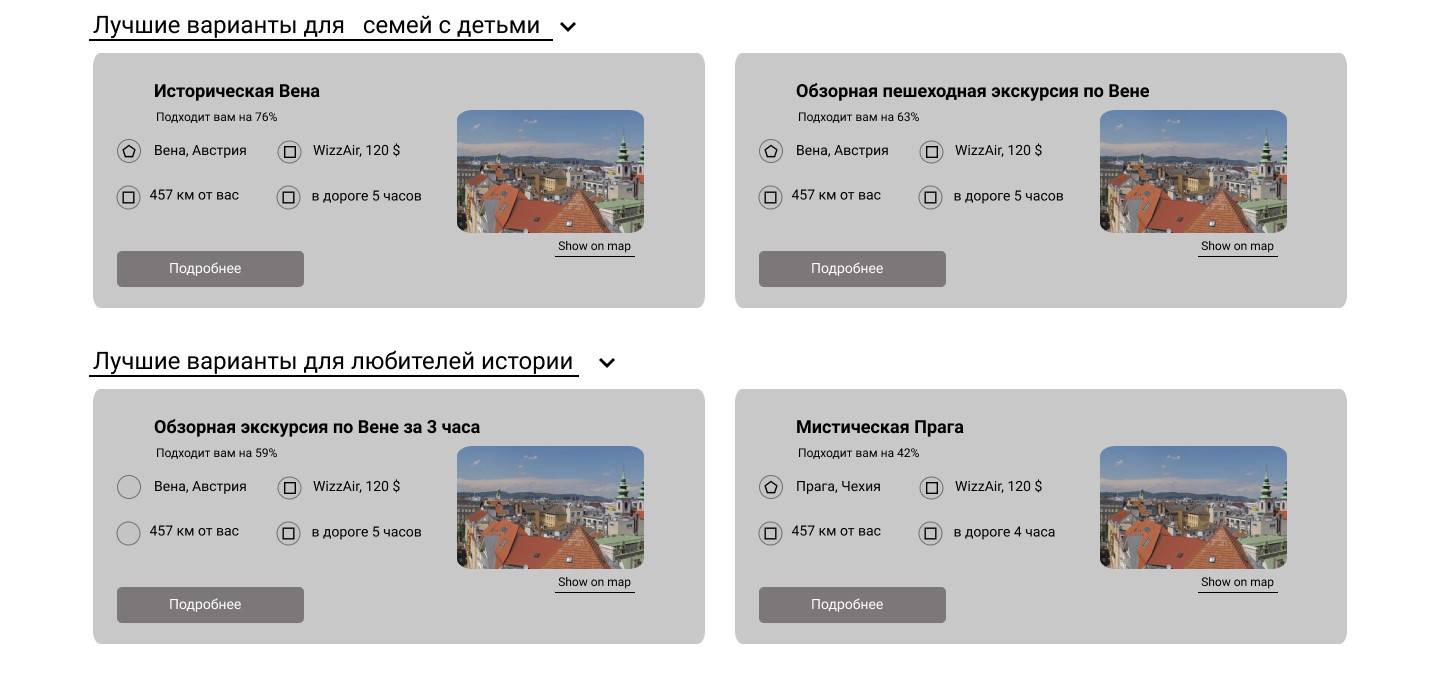 Лучшие варианты для семей с детьми
Историческая Вена
Подходит вам на 76%
Вена, Австрия
WizzAir, 120 $
457 км от вас
в дороге 5 часов
Show on map
Подробнее
Обзорная пешеходная экскурсия по Вене
Подходит вам на 63%
Вена, Австрия
WizzAir, 120 $
457 км от вас
в дороге 5 часов
Show on map
Подробнее
Лучшие варианты для любителей истории
Обзорная экскурсия по Вене за 3 часа
Подходит вам на 59%
Вена, Австрия
WizzAir, 120 $
457 км от вас
в дороге 5 часов
Show on map
Подробнее
Мистическая Прага
Подходит вам на 42%
Прага, Чехия
WizzAir, 120 $
457 км от вас
в дороге 4 часа
Show on map
Подробнее